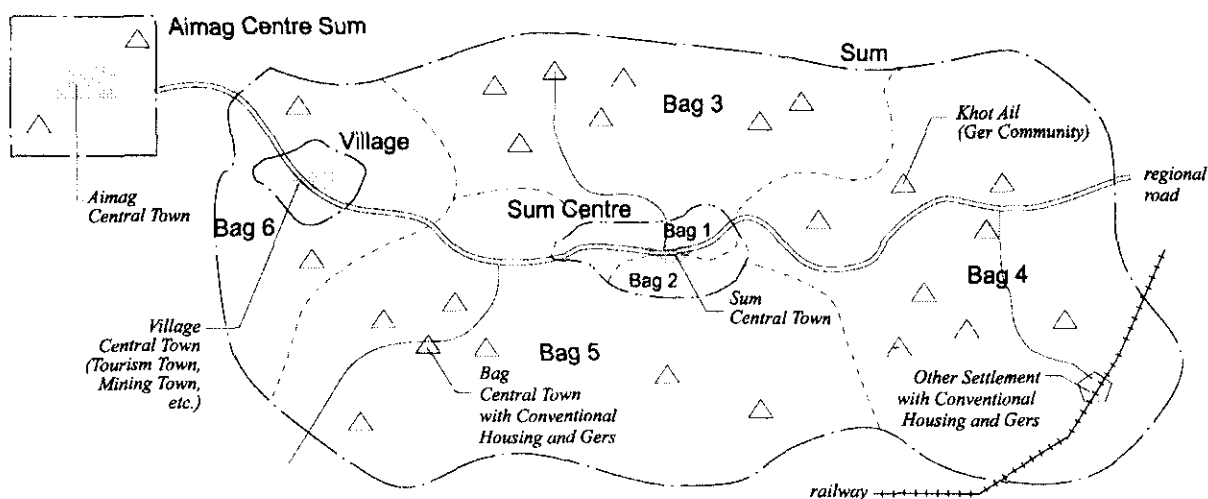 Aimag Centre Sum
Sum
Bag 3
Khot Ail
(Ger Community)
Village
regional
road
Aimag
Central Town
Sum Centre
Bag 1
Bag 6
Bag 2
Bag 4
Sum
Central Town
Village
Central Town
(Tourism Town,
Mining Town,
etc.)
Bag 5
Bag
Central Town
with Conventional
Housing and Gers
Other Settlement
with Conventional
Housing and Gers
railway